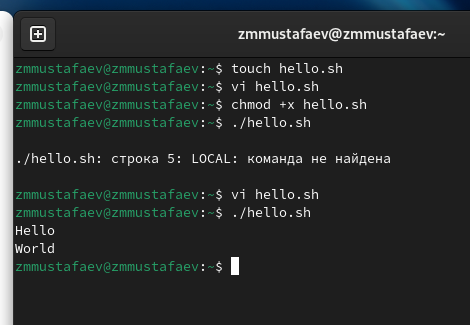 zmmustafaev@zmmustafaev:~
zmmustafaev@zmmustafaev:~$ touch hello.sh
zmmustafaev@zmmustafaev:~$ vi hello.sh
zmmustafaev@zmmustafaev:~$ chmod +x hello.sh
zmmustafaev@zmmustafaev:~$ ./hello.sh
./hello.sh: строка 5: LOCAL: команда не найдена
zmmustafaev@zmmustafaev:~$ vi hello.sh
zmmustafaev@zmmustafaev:~$ ./hello.sh
Hello
World
zmmustafaev@zmmustafaev:~$